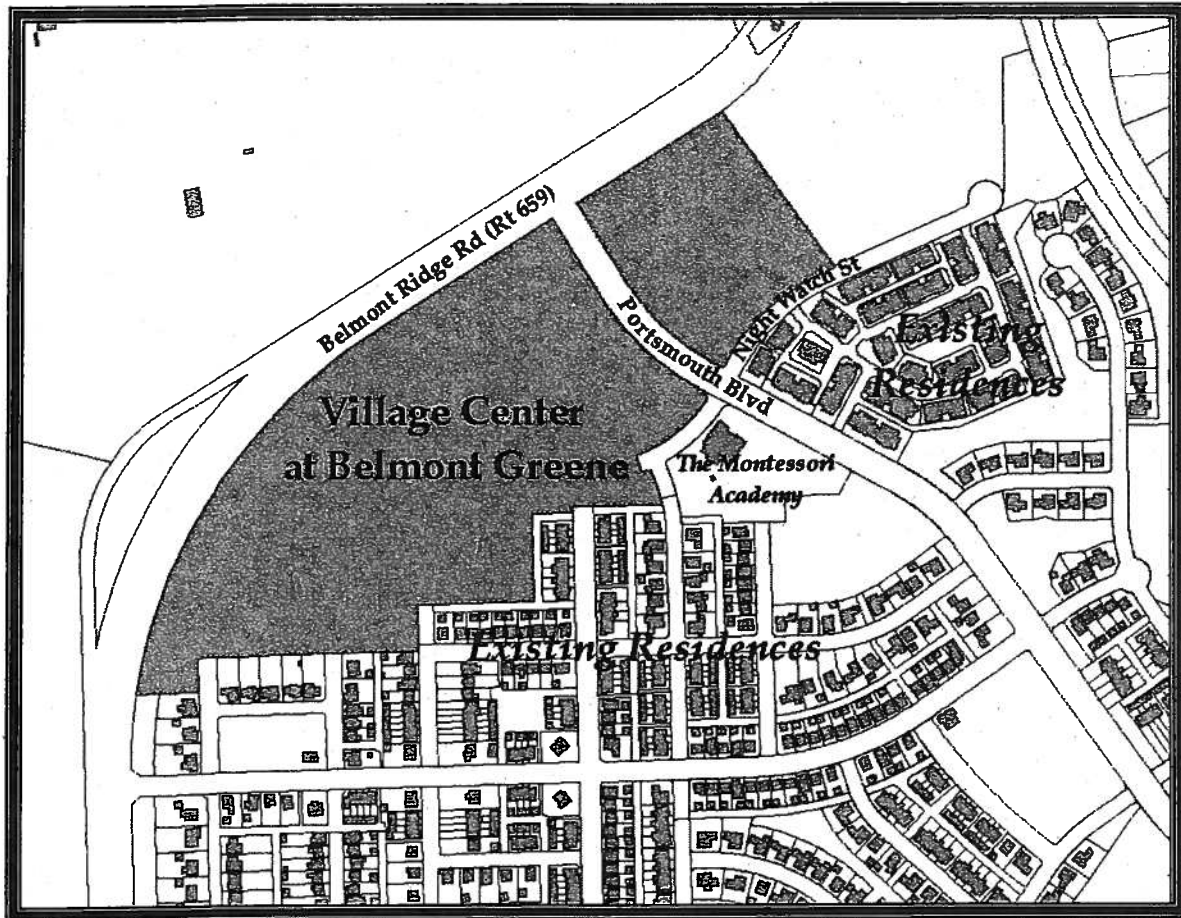 Belmont Ridge Rd (Rt 659)
Night Watch St
Portsmouth Blvd
Existing
Residences
Village Center
at Belmont Greene
The Montessori
Academy
Existing Residences